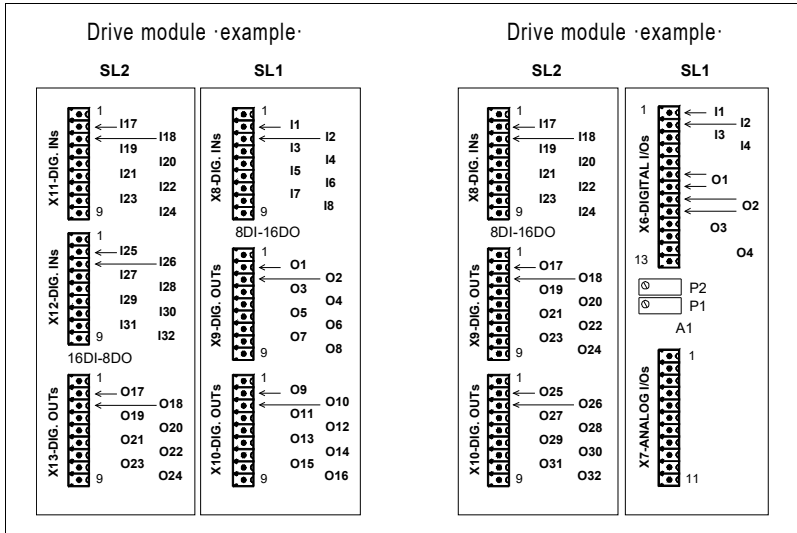 Drive module ·example·
SL2
SL1
X11-DIG. INs
1
I17
I18
I19
I20
I21
I22
I23
I24
9
X12-DIG. INs
1
I25
I26
I27
I28
I29
I30
I31
I32
9
16DI-8DO
X13-DIG. OUTs
1
O17
O18
O19
O20
O21
O22
O23
O24
9
X8-DIG. INs
1
I1
I2
I3
I4
I5
I6
I7
I8
9
8DI-16DO
X9-DIG. OUTs
1
O1
O2
O3
O4
O5
O6
O7
O8
9
X10-DIG. OUTs
1
O9
O10
O11
O12
O13
O14
O15
O16
9
Drive module ·example·
SL2
SL1
X8-DIG. INs
1
I17
I18
I19
I20
I21
I22
I23
I24
9
8DI-16DO
X9-DIG. OUTs
1
O17
O18
O19
O20
O21
O22
O23
O24
9
X10-DIG. OUTs
1
O25
O26
O27
O28
O29
O30
O31
O32
9
X6-DIGITAL I/Os
1
I1
I2
I3
I4
O1
O2
O3
O4
13
P2
P1
A1
X7-ANALOG I/Os
1
11